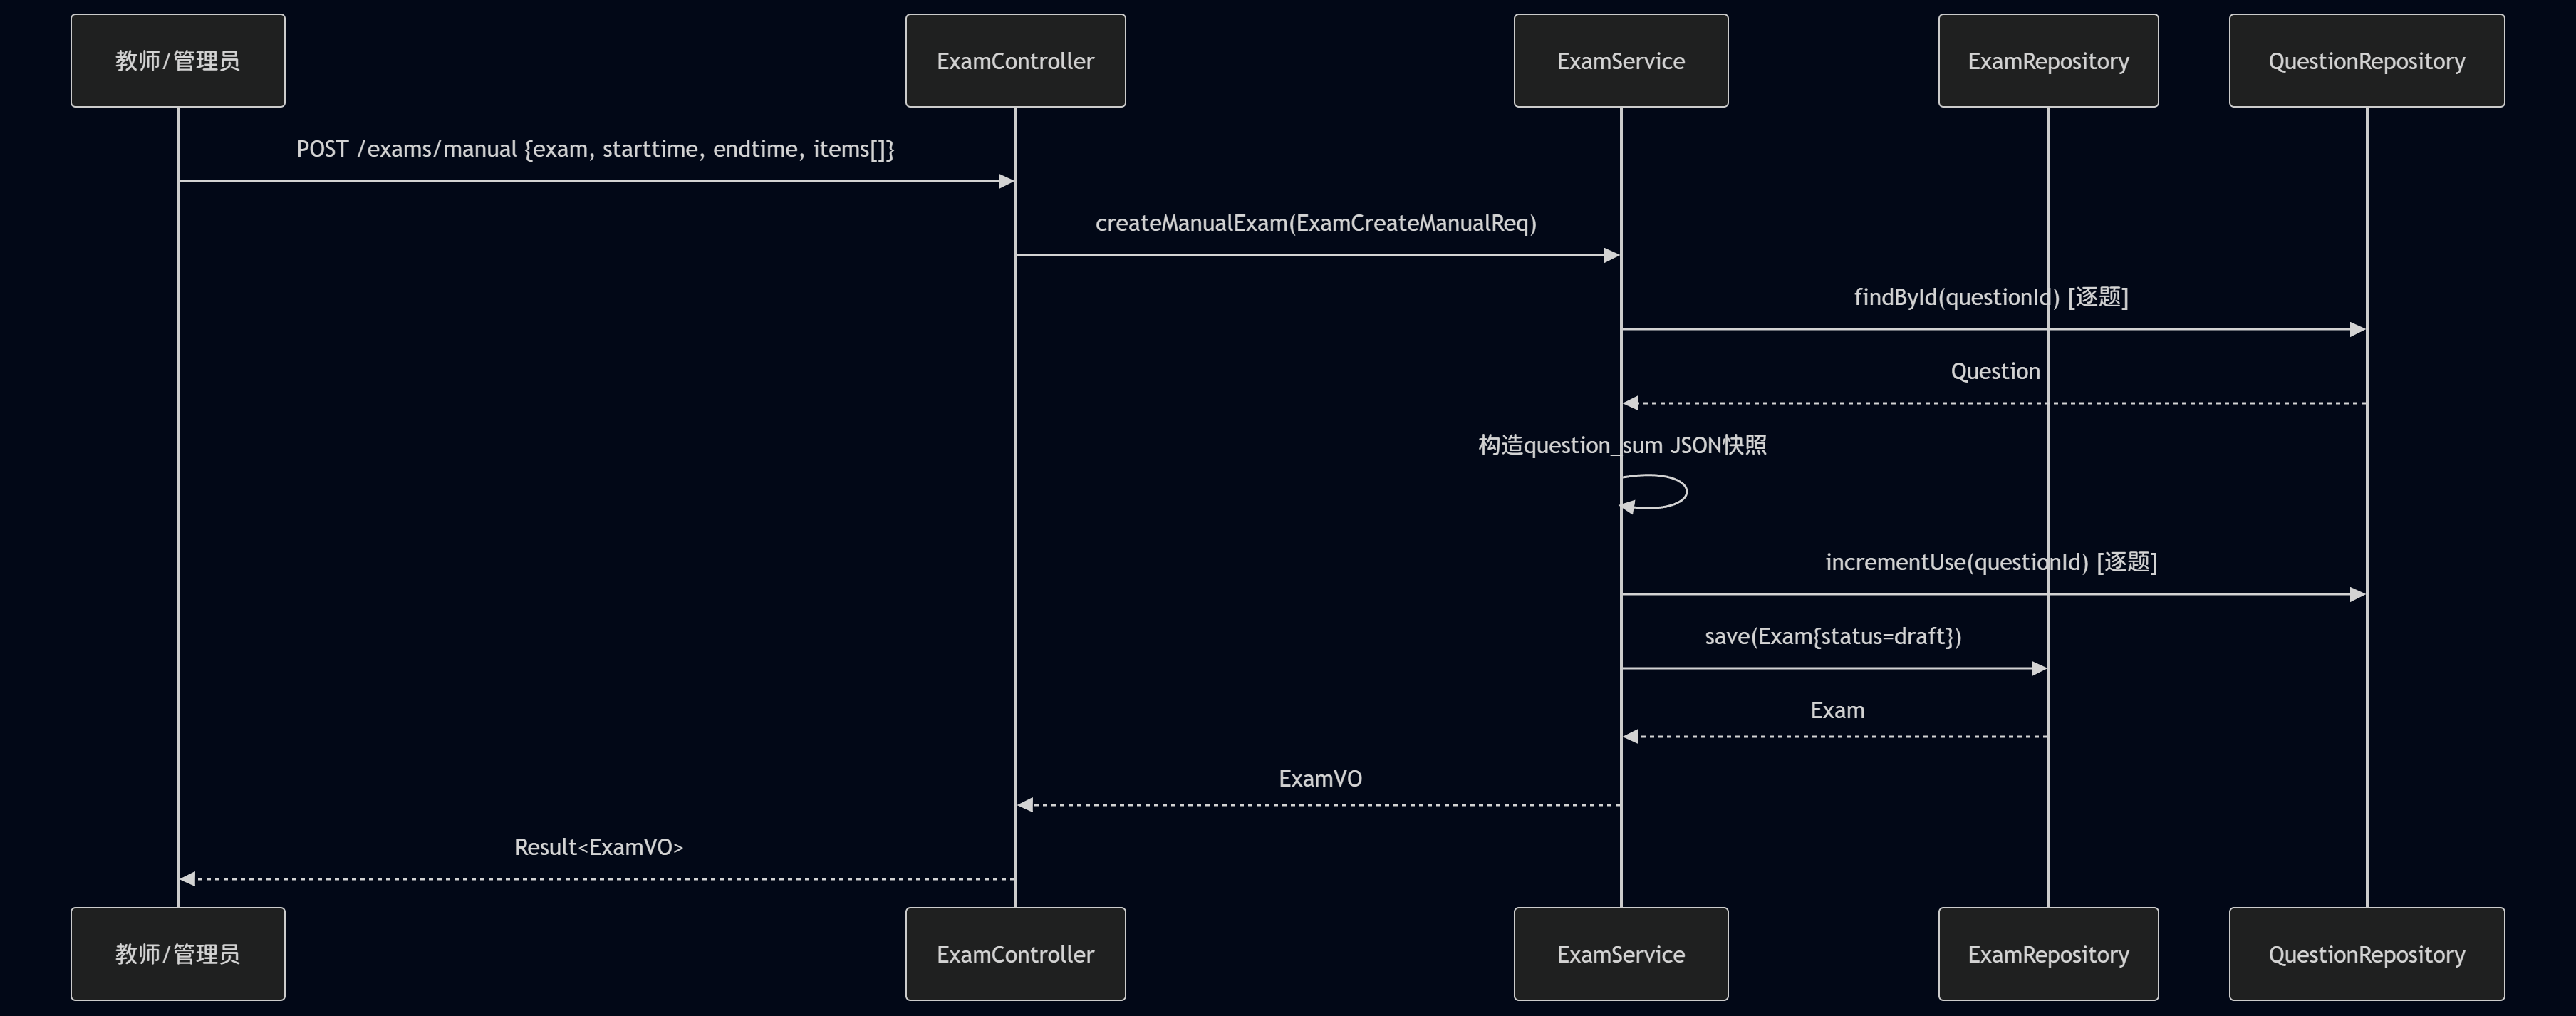 教师/管理员
ExamController
ExamService
ExamRepository
QuestionRepository
POST /exams/manual {exam, starttime, endtime, items[]}
createManualExam(ExamCreateManualReq)
findById(questionId) [逐题]
Question
构造question_sum JSON快照
incrementUse(questionId) [逐题]
save(Exam{status=draft})
Exam
ExamVO
Result<ExamVO>
教师/管理员
ExamController
ExamService
ExamRepository
QuestionRepository